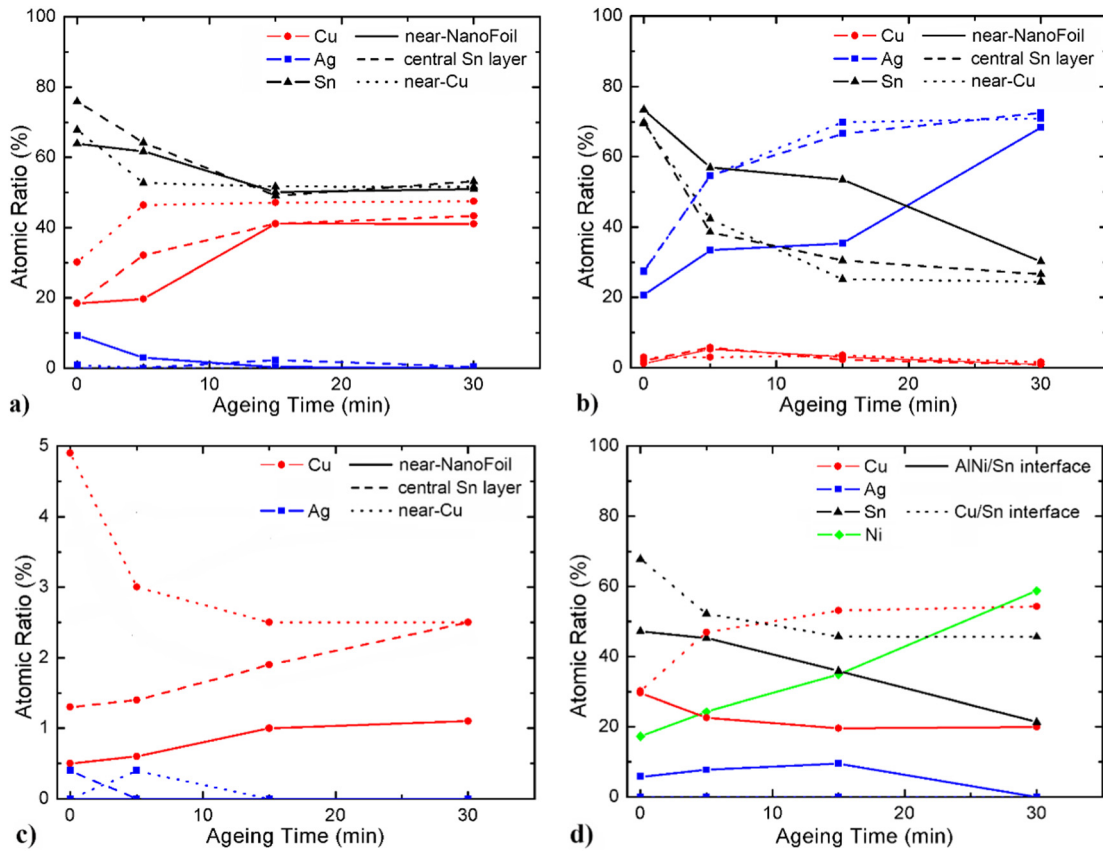 100
80
60
40
20
0
Atomic Ratio (%)
Cu near-NanoFoil
Ag central Sn layer
Sn near-Cu
0 10 20 30
a) Ageing Time (min)
100
80
60
40
20
0
Atomic Ratio (%)
Cu near-NanoFoil
Ag central Sn layer
Sn near-Cu
0 10 20 30
b) Ageing Time (min)
5
4
3
2
1
0
Atomic Ratio (%)
Cu near-NanoFoil
central Sn layer
Ag near-Cu
0 10 20 30
c) Ageing Time (min)
100
80
60
40
20
0
Atomic Ratio (%)
Cu AlNi/Sn interface
Ag
Sn Cu/Sn interface
Ni
0 10 20 30
d) Ageing Time (min)